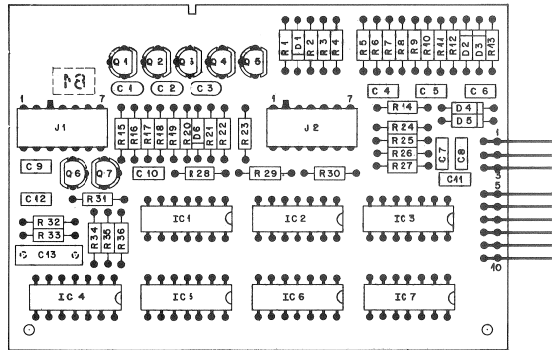 R1 D1 R2 R3 R4 R5 R6 R7 R8 R9 R10 R11 R12 D2 D3 R13
Q1 Q2 Q3 Q4 Q5
C1 C2 C3 C4 C5 C6
N8
R14 D4
D5
1 7 1 7
J1 R15 R16 R17 R18 R19 R20 D6 R21 R22 R23 J2
R24
R25
R26
R27
C7 C8
1
3
5
10
C9 Q6 Q7 C10 R28 R29 R30 C11
C12 R31
R32
R33
C13
R34 R35 R36
IC1 IC2 IC3
IC4 IC5 IC6 IC7